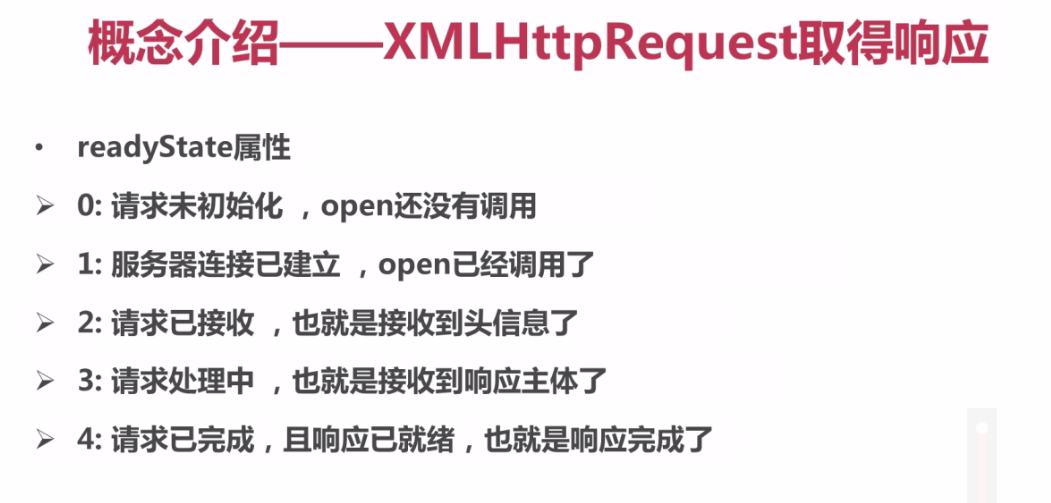 概念介绍——XMLHttpRequest取得响应
• readyState属性
➢ 0: 请求未初始化 ，open还没有调用
➢ 1: 服务器连接已建立 ，open已经调用了
➢ 2: 请求已接收 ，也就是接收到头信息了
➢ 3: 请求处理中 ，也就是接收到响应主体了
➢ 4: 请求已完成，且响应已就绪，也就是响应完成了